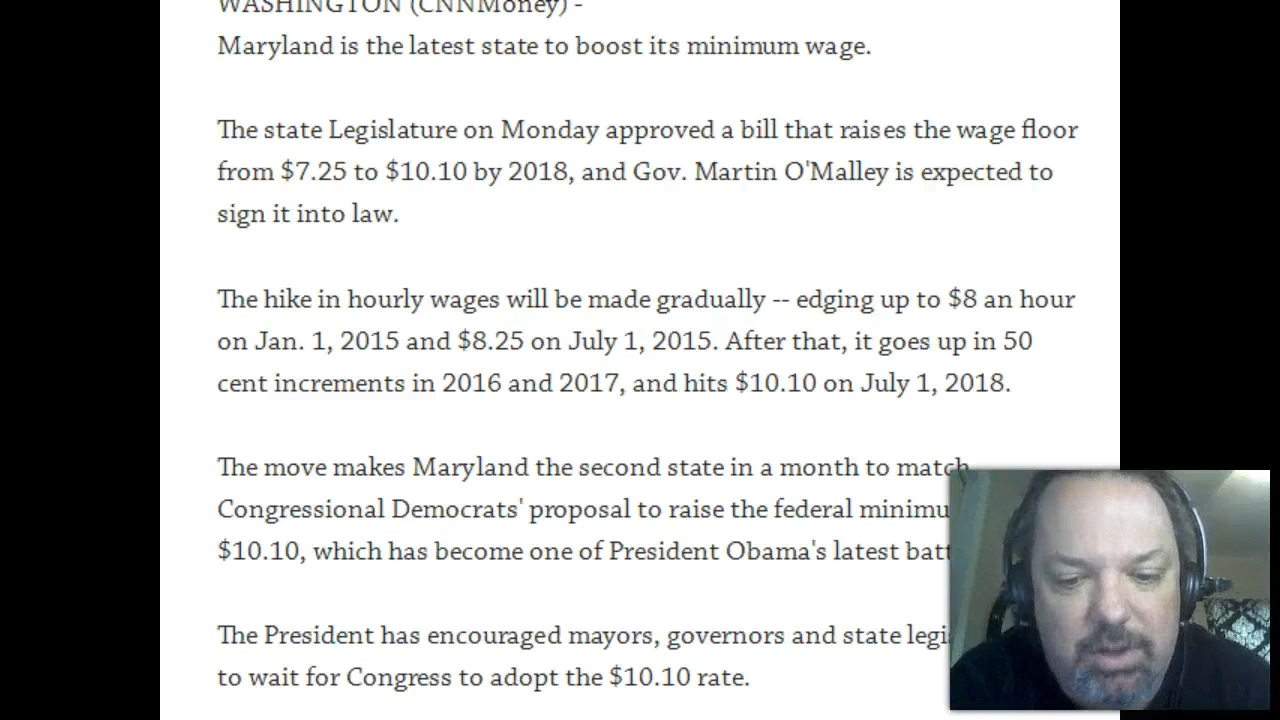 WASHINGTON (CNNMoney) -
Maryland is the latest state to boost its minimum wage.
The state Legislature on Monday approved a bill that raises the wage floor
from $7.25 to $10.10 by 2018, and Gov. Martin O'Malley is expected to
sign it into law.
The hike in hourly wages will be made gradually -- edging up to $8 an hour
on Jan. 1, 2015 and $8.25 on July 1, 2015. After that, it goes up in 50
cent increments in 2016 and 2017, and hits $10.10 on July 1, 2018.
The move makes Maryland the second state in a month to match
Congressional Democrats' proposal to raise the federal
$10.10, which has become one of President Obama's latest
The President has encouraged mayors, governors and state
to wait for Congress to adopt the $10.10 rate.